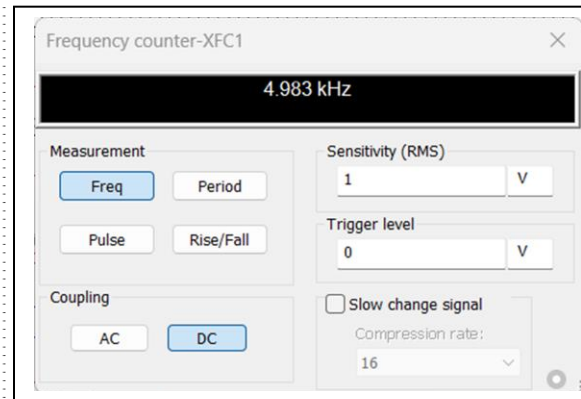 Frequency counter-XFC1
4.983 kHz
Measurement
Freq
Period
Pulse
Rise/Fall
Sensitivity (RMS)
1 V
Trigger level
0 V
Coupling
AC
DC
Slow change signal
Compression rate:
16